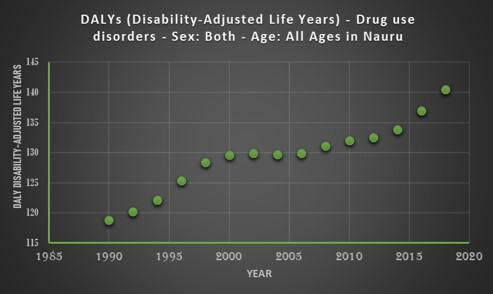 DALYs (Disability-Adjusted Life Years) - Drug use
disorders - Sex: Both - Age: All Ages in Nauru
DALY DISABILITY-ADJUSTED LIFE YEARS
145
140
135
130
125
120
115
1985 1990 1995 2000 2005 2010 2015 2020
YEAR